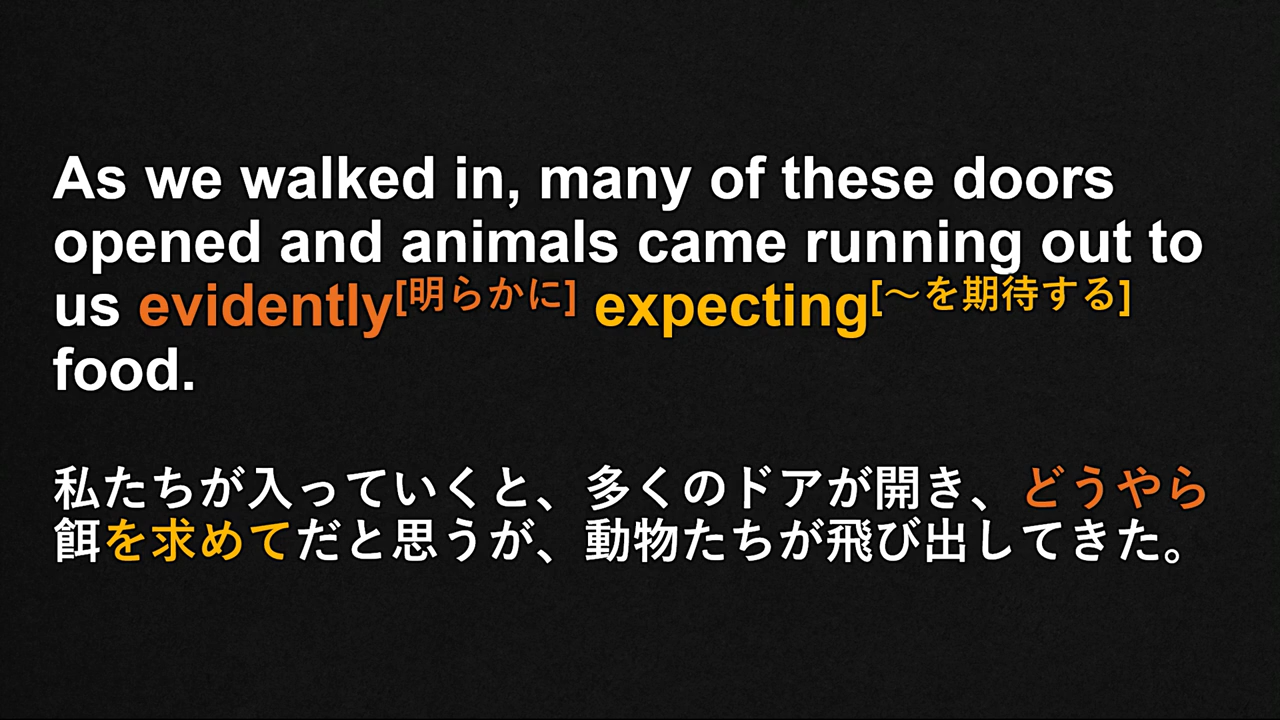 As we walked in, many of these doors
opened and animals came running out to
us evidently[明らかに] expecting[～を期待する]
food.
私たちが入っていくと、多くのドアが開き、どうやら
餌を求めてだと思うが、動物たちが飛び出してきた。